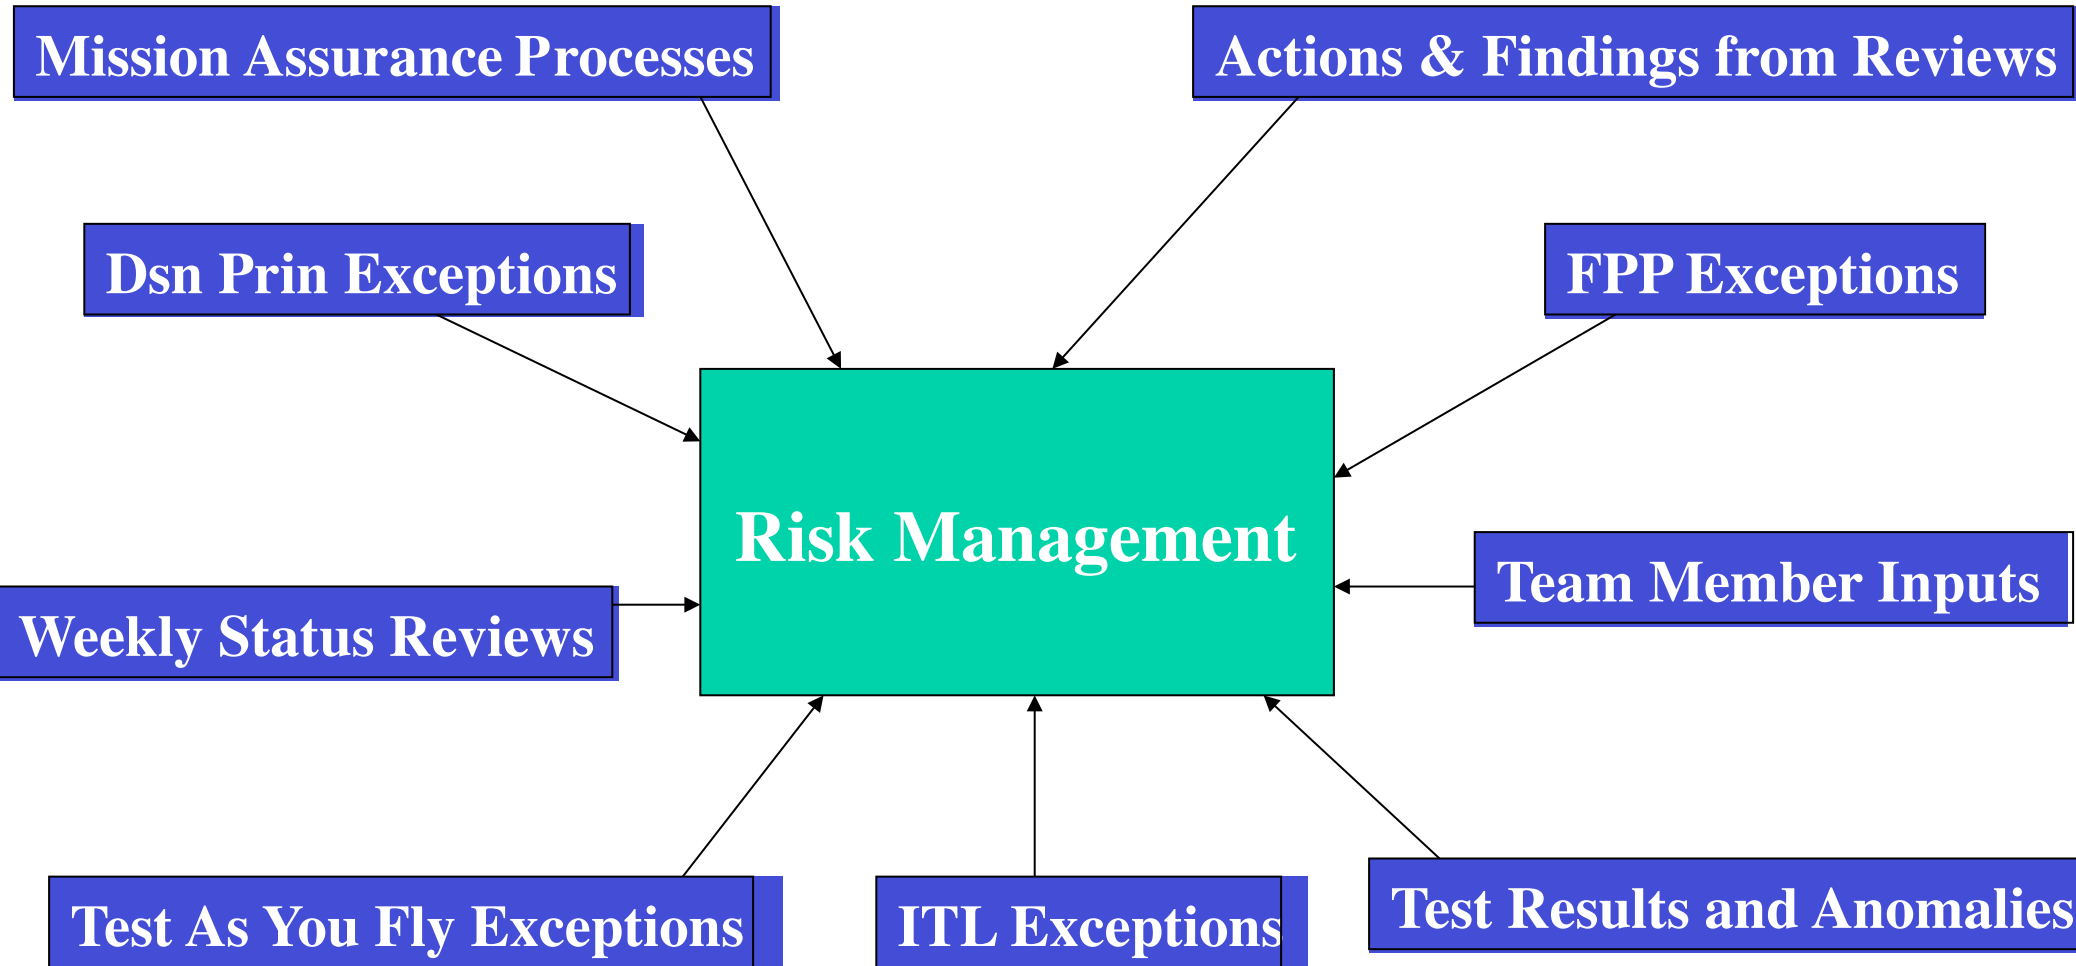 Mission Assurance Processes
Actions & Findings from Reviews
Dsn Prin Exceptions
FPP Exceptions
Risk Management
Team Member Inputs
Weekly Status Reviews
Test As You Fly Exceptions
ITL Exceptions
Test Results and Anomalies